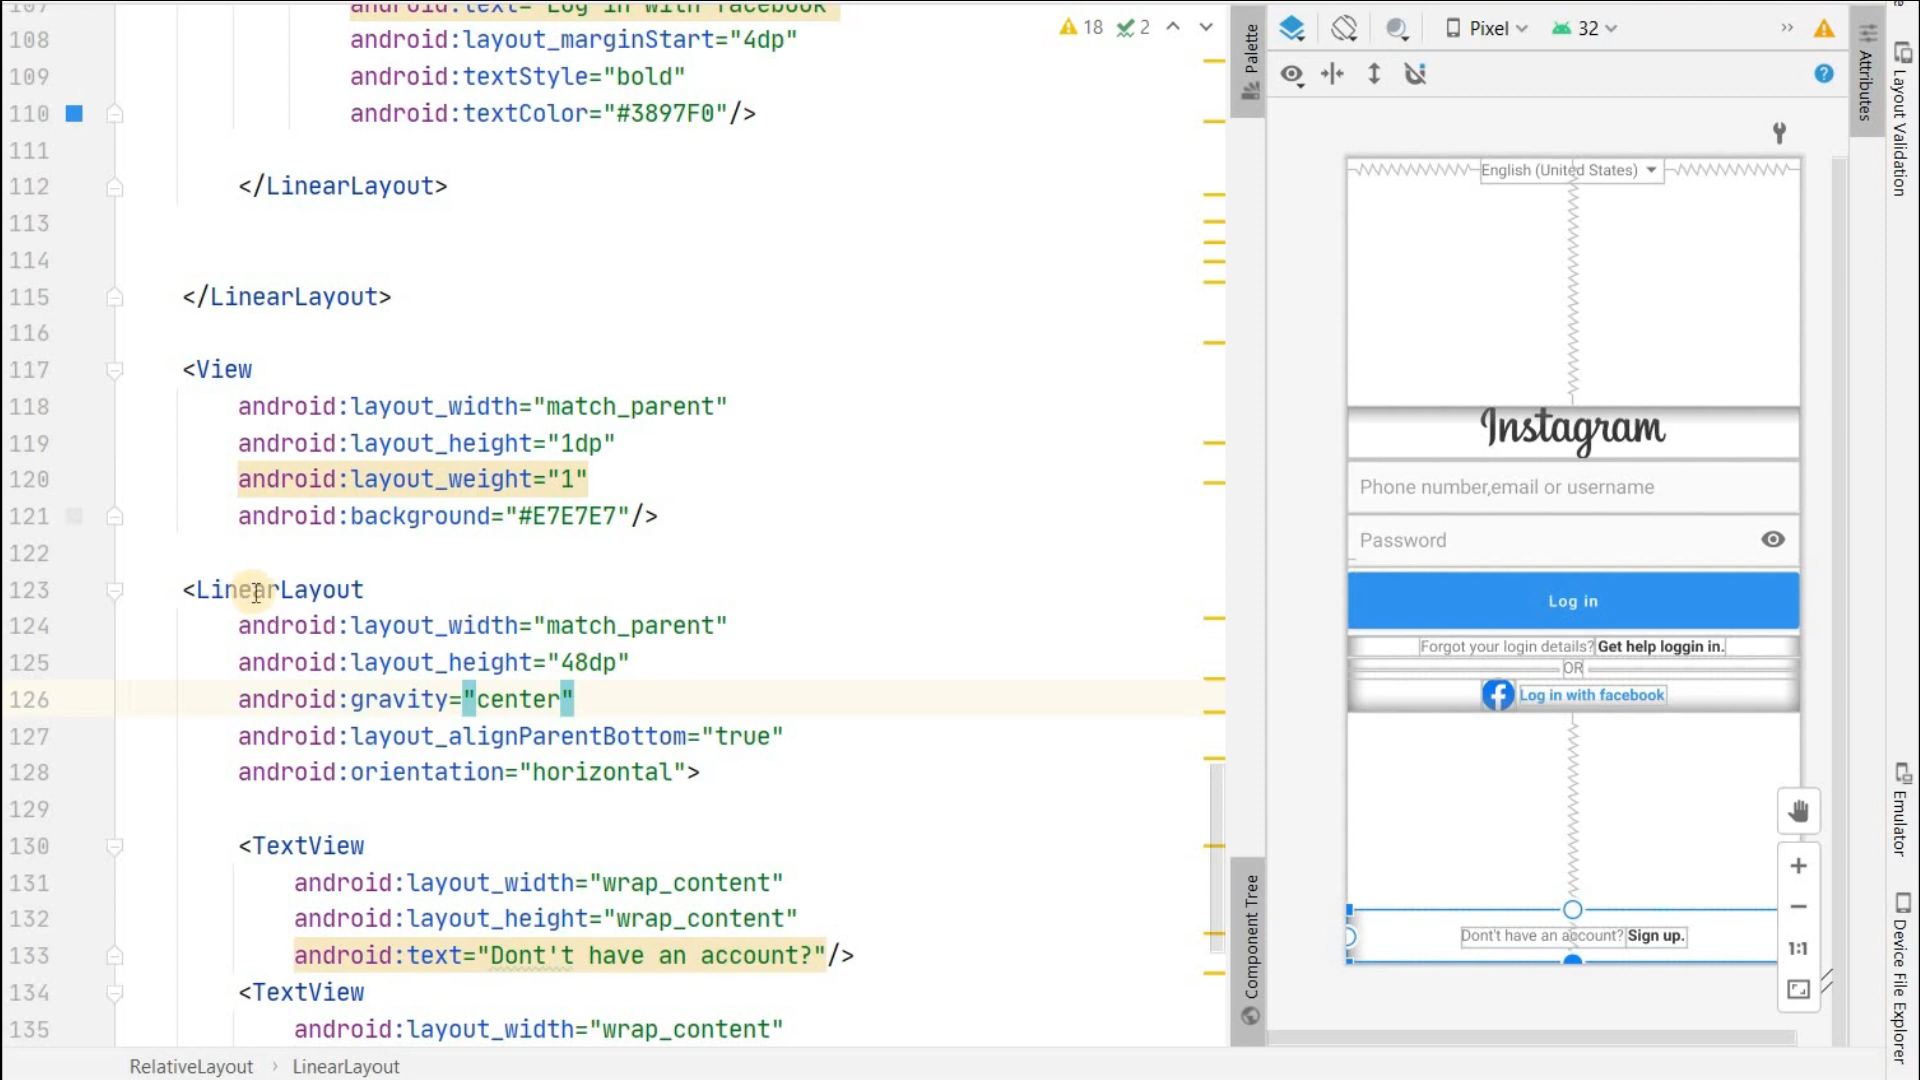 107 android:text="Log in with facebook"
108 android:layout_marginStart="4dp"
109 android:textStyle="bold"
110 android:textColor="#3897F0"/>
111
112 </LinearLayout>
113
114
115 </LinearLayout>
116
117 <View
118 android:layout_width="match_parent"
119 android:layout_height="1dp"
120 android:layout_weight="1"
121 android:background="#E7E7E7"/>
122
123 <LinearLayout
124 android:layout_width="match_parent"
125 android:layout_height="48dp"
126 android:gravity="center"
127 android:layout_alignParentBottom="true"
128 android:orientation="horizontal">
129
130 <TextView
131 android:layout_width="wrap_content"
132 android:layout_height="wrap_content"
133 android:text="Dont't have an account?"/>
134 <TextView
135 android:layout_width="wrap_content"
RelativeLayout › LinearLayout
18 2
Palette
Component Tree
Pixel 32
English (United States)
Instagram
Phone number,email or username
Password
Log in
Forgot your login details? Get help loggin in.
OR
Log in with facebook
Dont't have an account? Sign up.
1:1
Attributes
Layout Validation
Emulator
Device File Explorer